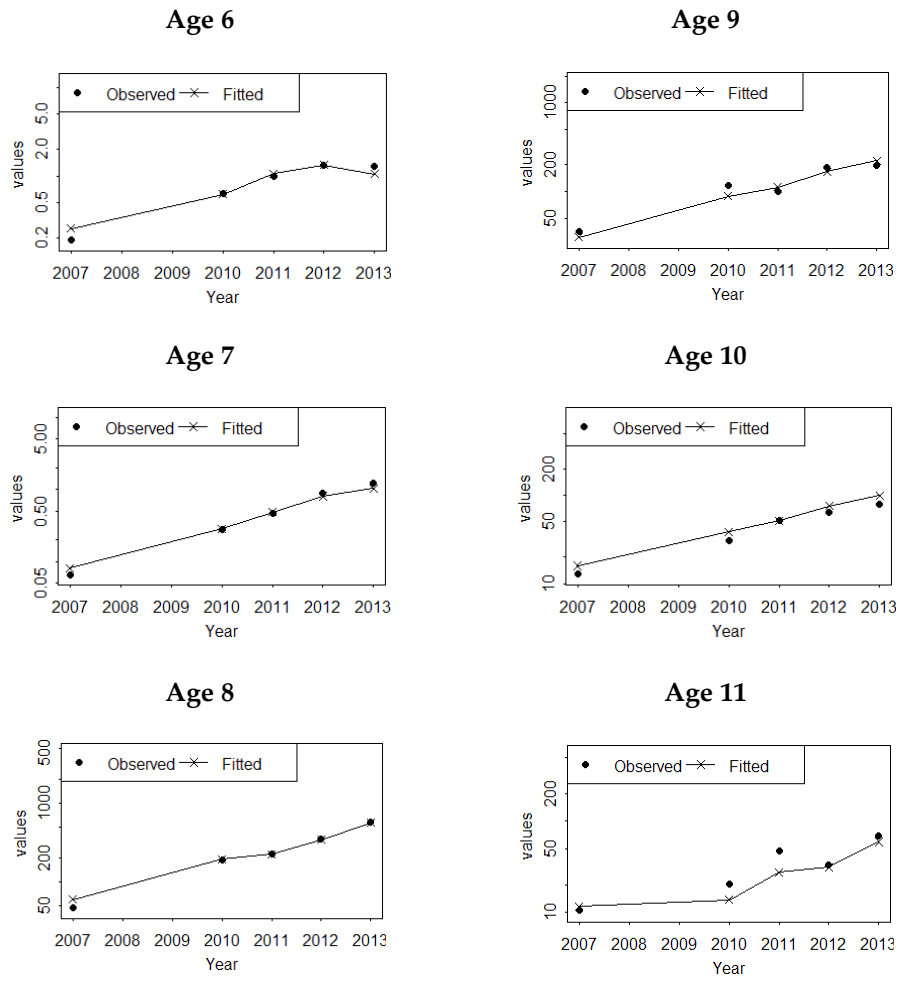 Age 6
Observed Fitted
values
5.0
2.0
0.5
0.2
2007 2008 2009 2010 2011 2012 2013
Year
Age 9
Observed Fitted
values
1000
200
50
2007 2008 2009 2010 2011 2012 2013
Year
Age 7
Observed Fitted
values
5.00
0.50
0.05
2007 2008 2009 2010 2011 2012 2013
Year
Age 10
Observed Fitted
values
200
50
10
2007 2008 2009 2010 2011 2012 2013
Year
Age 8
Observed Fitted
values
500
1000
200
50
2007 2008 2009 2010 2011 2012 2013
Year
Age 11
Observed Fitted
values
200
50
10
2007 2008 2009 2010 2011 2012 2013
Year